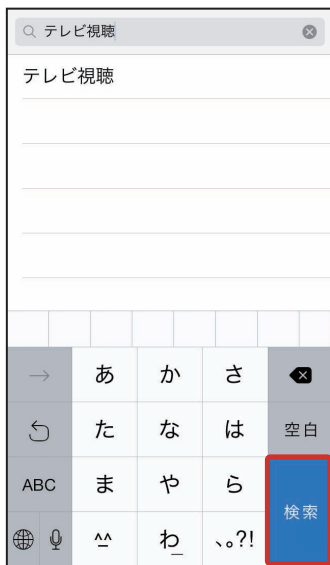 テレビ視聴
テレビ視聴
→ あ か さ
た な は 空白
ABC ま や ら 検索
^^ わ_ 、。?!